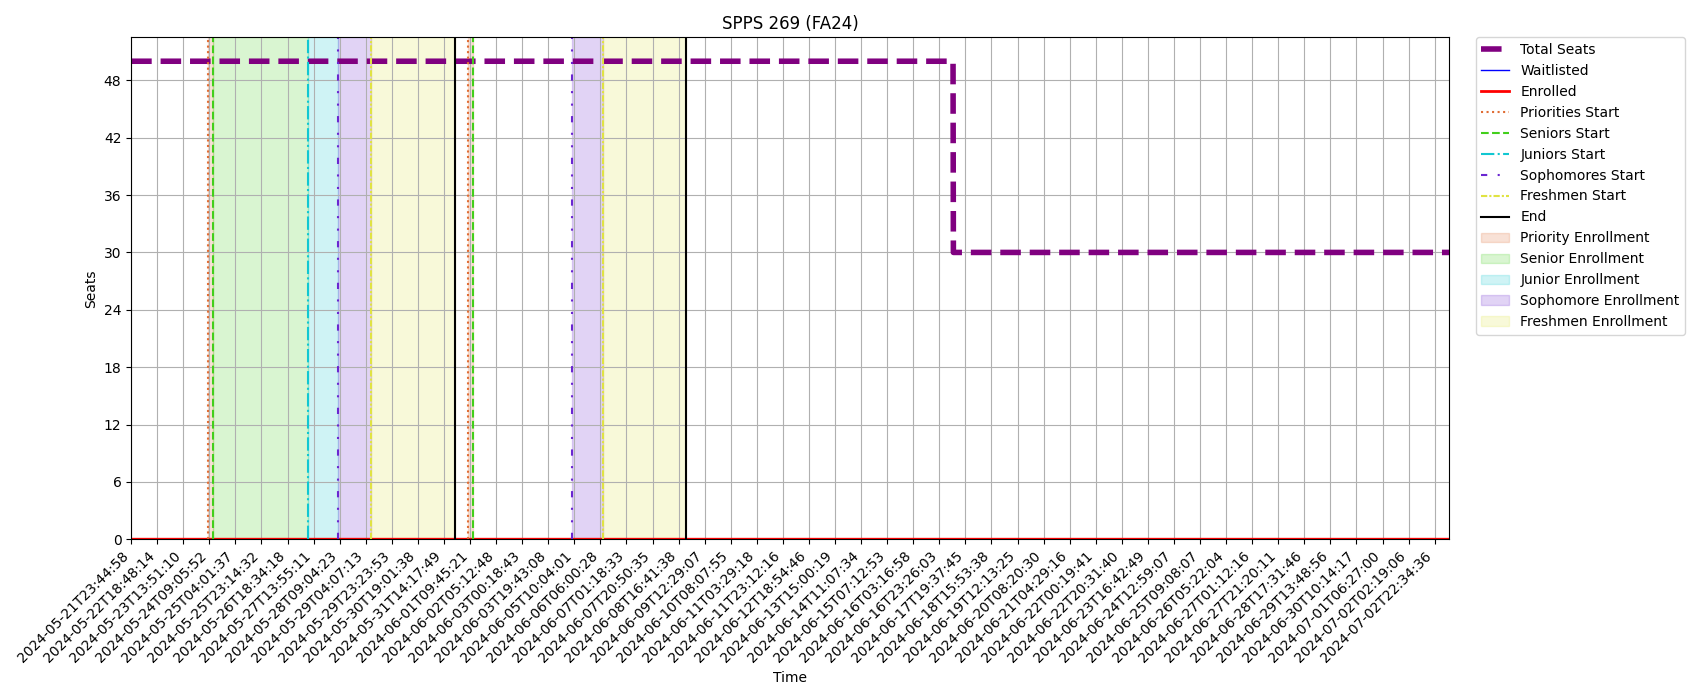 SPPS 269 (FA24)
Seats
48
42
36
30
24
18
12
6
0
2024-05-21T23:44:58
2024-05-22T18:48:14
2024-05-23T13:51:10
2024-05-24T09:05:52
2024-05-25T04:01:37
2024-05-25T23:14:32
2024-05-26T18:34:18
2024-05-27T13:55:11
2024-05-28T09:04:23
2024-05-29T04:07:13
2024-05-29T23:23:53
2024-05-30T19:01:38
2024-05-31T14:17:49
2024-06-01T09:45:21
2024-06-02T05:12:48
2024-06-03T00:18:43
2024-06-03T19:43:08
2024-06-05T10:04:01
2024-06-06T06:00:28
2024-06-07T01:18:33
2024-06-07T20:50:35
2024-06-08T16:41:38
2024-06-09T12:29:07
2024-06-10T08:07:55
2024-06-11T03:29:18
2024-06-11T23:12:16
2024-06-12T18:54:46
2024-06-13T15:00:19
2024-06-14T11:07:34
2024-06-15T07:12:53
2024-06-16T03:16:58
2024-06-16T23:26:03
2024-06-17T19:37:45
2024-06-18T15:53:38
2024-06-19T12:13:25
2024-06-20T08:20:30
2024-06-21T04:29:16
2024-06-22T00:19:41
2024-06-22T20:31:40
2024-06-23T16:42:49
2024-06-24T12:59:07
2024-06-25T09:08:07
2024-06-26T05:22:04
2024-06-27T01:12:16
2024-06-27T21:20:11
2024-06-28T17:31:46
2024-06-29T13:48:56
2024-06-30T10:14:17
2024-07-01T06:27:00
2024-07-02T02:19:06
2024-07-02T22:34:36
Time
Total Seats
Waitlisted
Enrolled
Priorities Start
Seniors Start
Juniors Start
Sophomores Start
Freshmen Start
End
Priority Enrollment
Senior Enrollment
Junior Enrollment
Sophomore Enrollment
Freshmen Enrollment